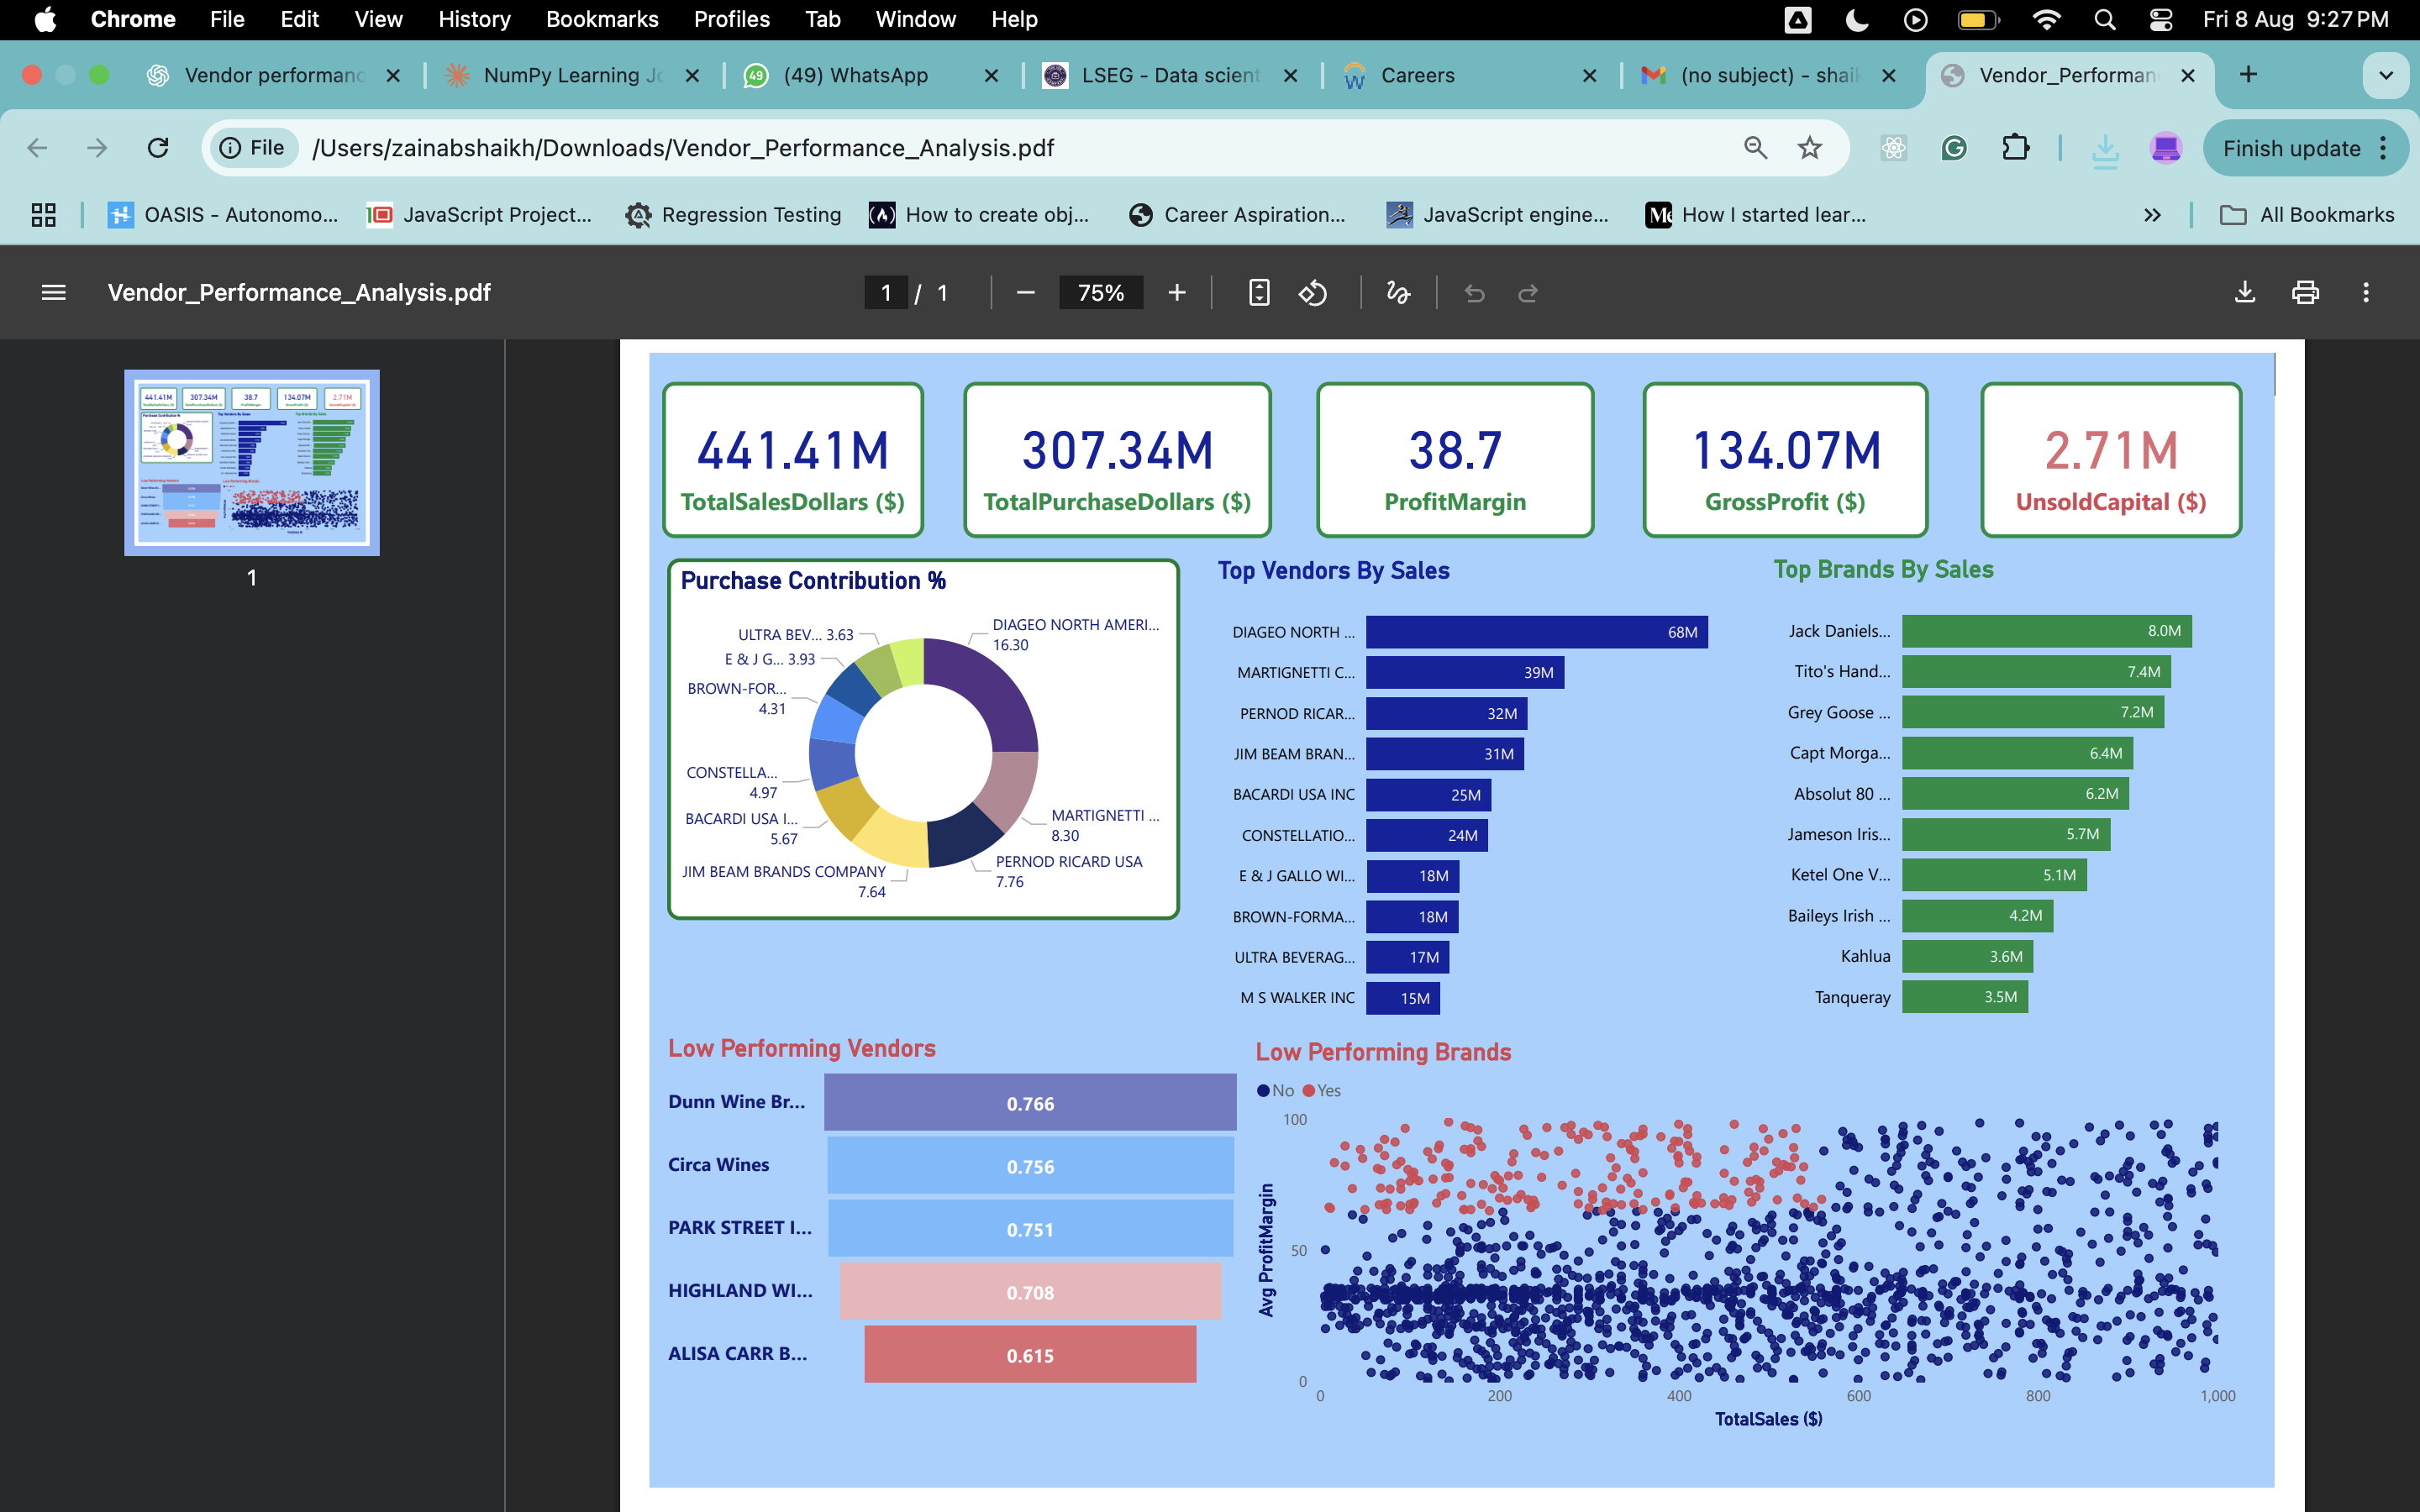 Chrome File Edit View History Bookmarks Profiles Tab Window Help Fri 8 Aug 9:27 PM
Vendor performanc NumPy Learning Jo 49 (49) WhatsApp LSEG - Data scient Careers (no subject) - shaik Vendor_Performan
File /Users/zainabshaikh/Downloads/Vendor_Performance_Analysis.pdf Finish update
OASIS - Autonomo... JavaScript Project... Regression Testing How to create obj... Career Aspiration... JavaScript engine... How I started lear... All Bookmarks
Vendor_Performance_Analysis.pdf 1 / 1 75%
1
441.41M
TotalSalesDollars ($)
307.34M
TotalPurchaseDollars ($)
38.7
ProfitMargin
134.07M
GrossProfit ($)
2.71M
UnsoldCapital ($)
Purchase Contribution %
DIAGEO NORTH AMERI...
16.30
MARTIGNETTI ...
8.30
PERNOD RICARD USA
7.76
JIM BEAM BRANDS COMPANY
7.64
BACARDI USA I...
5.67
CONSTELLA...
4.97
BROWN-FOR...
4.31
E & J G... 3.93
ULTRA BEV... 3.63
Top Vendors By Sales
DIAGEO NORTH ... 68M
MARTIGNETTI C... 39M
PERNOD RICAR... 32M
JIM BEAM BRAN... 31M
BACARDI USA INC 25M
CONSTELLATIO... 24M
E & J GALLO WI... 18M
BROWN-FORMA... 18M
ULTRA BEVERAG... 17M
M S WALKER INC 15M
Top Brands By Sales
Jack Daniels... 8.0M
Tito's Hand... 7.4M
Grey Goose ... 7.2M
Capt Morga... 6.4M
Absolut 80 ... 6.2M
Jameson Iris... 5.7M
Ketel One V... 5.1M
Baileys Irish ... 4.2M
Kahlua 3.6M
Tanqueray 3.5M
Low Performing Vendors
Dunn Wine Br... 0.766
Circa Wines 0.756
PARK STREET I... 0.751
HIGHLAND WI... 0.708
ALISA CARR B... 0.615
Low Performing Brands
No Yes
100
50
0
Avg ProfitMargin
0 200 400 600 800 1,000
TotalSales ($)